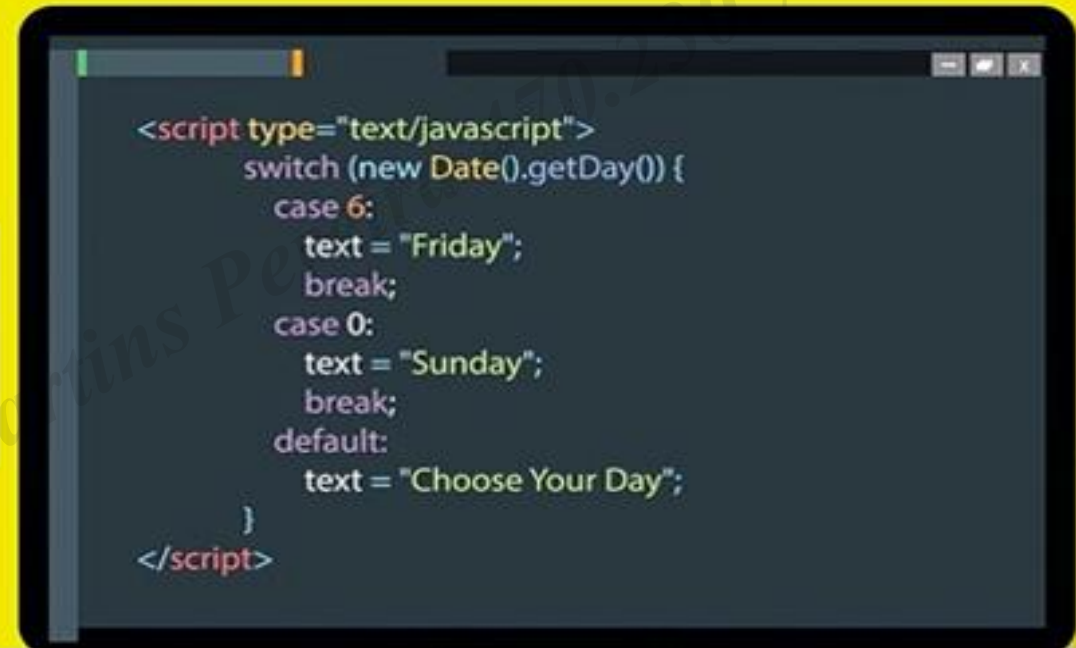 <script type="text/javascript">
switch (new Date().getDay()) {
case 6:
text = "Friday";
break;
case 0:
text = "Sunday";
break;
default:
text = "Choose Your Day";
}
</script>